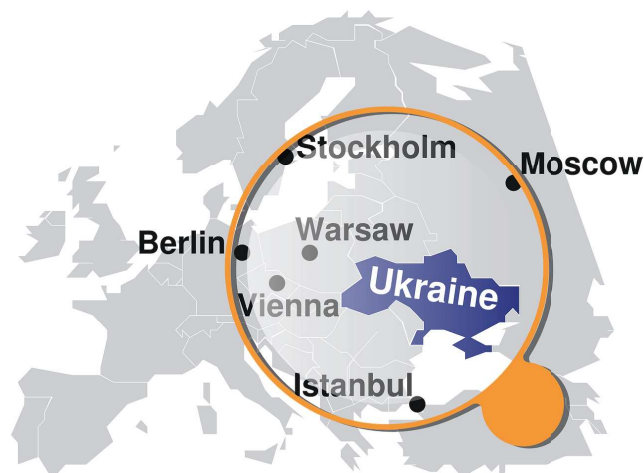 Stockholm
Moscow
Berlin
Warsaw
Ukraine
Vienna
Istanbul